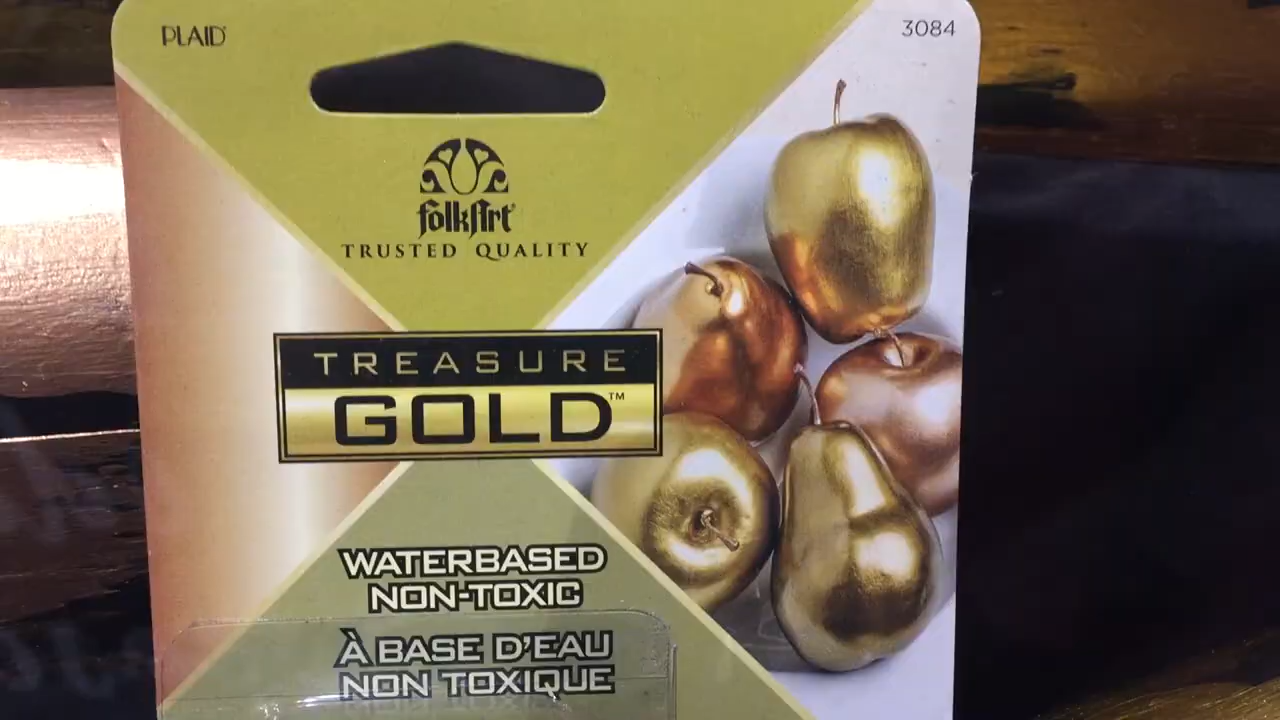 PLAID
3084
folkArt
TRUSTED QUALITY
TREASURE
GOLD™
WATERBASED
NON-TOXIC
À BASE D'EAU
NON TOXIQUE